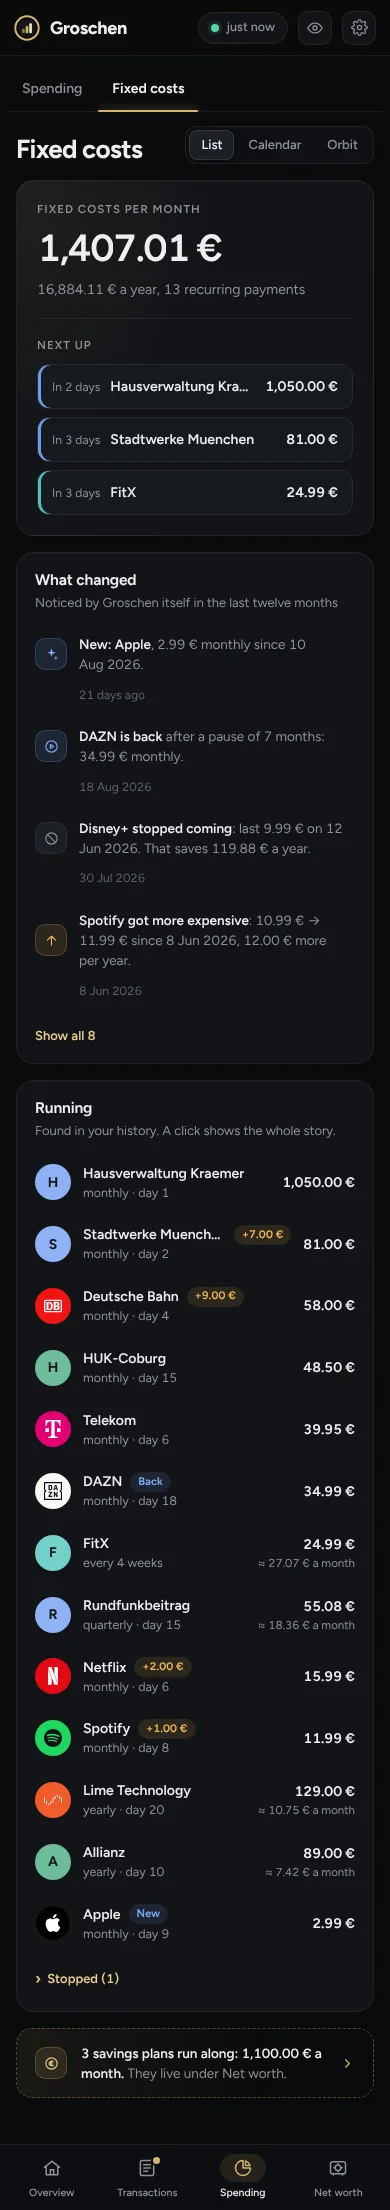 Groschen
just now
Spending
Fixed costs
Fixed costs
List
Calendar
Orbit
FIXED COSTS PER MONTH
1,407.01 €
16,884.11 € a year, 13 recurring payments
NEXT UP
In 2 days Hausverwaltung Kra... 1,050.00 €
In 3 days Stadtwerke Muenchen 81.00 €
In 3 days FitX 24.99 €
What changed
Noticed by Groschen itself in the last twelve months
New: Apple, 2.99 € monthly since 10
Aug 2026.
21 days ago
DAZN is back after a pause of 7 months:
34.99 € monthly.
18 Aug 2026
Disney+ stopped coming: last 9.99 € on 12
Jun 2026. That saves 119.88 € a year.
30 Jul 2026
Spotify got more expensive: 10.99 € →
11.99 € since 8 Jun 2026, 12.00 € more
per year.
8 Jun 2026
Show all 8
Running
Found in your history. A click shows the whole story.
H Hausverwaltung Kraemer 1,050.00 €
monthly · day 1
S Stadtwerke Muench... +7.00 € 81.00 €
monthly · day 2
DB Deutsche Bahn +9.00 € 58.00 €
monthly · day 4
H HUK-Coburg 48.50 €
monthly · day 15
T Telekom 39.95 €
monthly · day 6
DAZN DAZN Back 34.99 €
monthly · day 18
F FitX 24.99 €
every 4 weeks ≈ 27.07 € a month
R Rundfunkbeitrag 55.08 €
quarterly · day 15 ≈ 18.36 € a month
N Netflix +2.00 € 15.99 €
monthly · day 6
Spotify +1.00 € 11.99 €
monthly · day 8
Lime Technology 129.00 €
yearly · day 20 ≈ 10.75 € a month
A Allianz 89.00 €
yearly · day 10 ≈ 7.42 € a month
Apple New 2.99 €
monthly · day 9
› Stopped (1)
€ 3 savings plans run along: 1,100.00 € a
month. They live under Net worth.
Overview
Transactions
Spending
Net worth